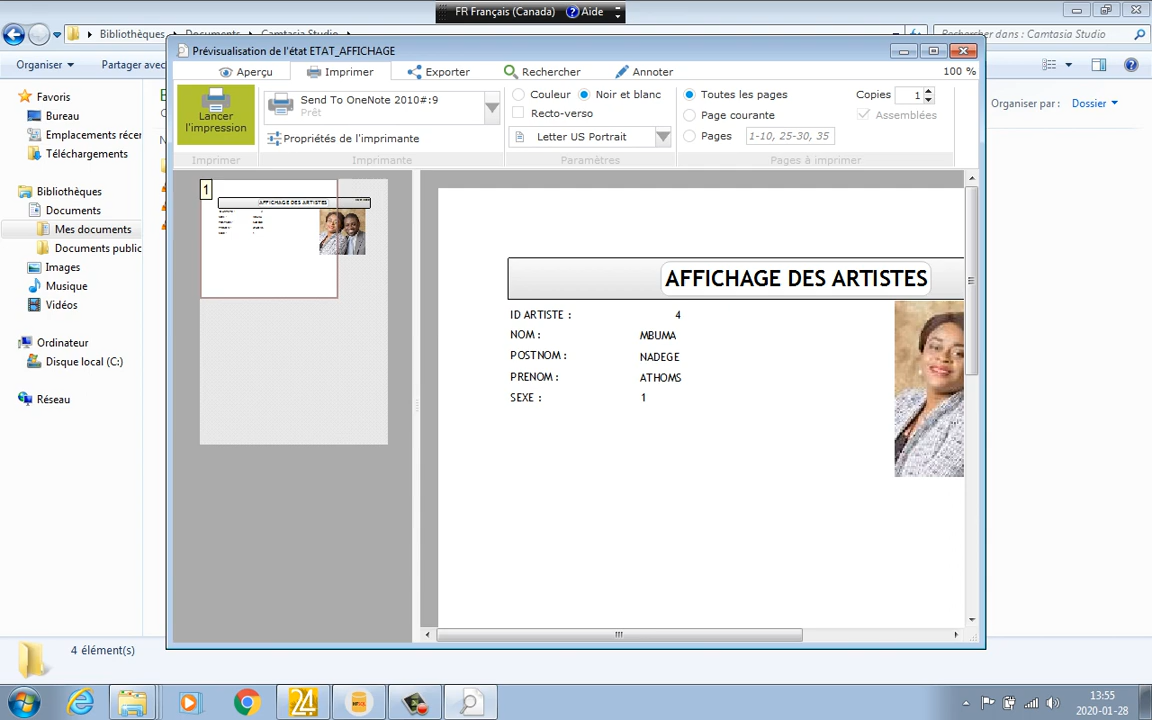 FR Français (Canada) Aide
Bibliothèques Documents Camtasia Studio
Rechercher dans : Camtasia Studio
Prévisualisation de l'état ETAT_AFFICHAGE
Organiser Partager avec
Aperçu Imprimer Exporter Rechercher Annoter 100 %
Favoris
Bureau
Emplacements récen
Téléchargements
Bibliothèques
Documents
Mes documents
Documents public
Images
Musique
Vidéos
Ordinateur
Disque local (C:)
Réseau
Lancer
l'impression
Imprimer
Send To OneNote 2010#:9
Prêt
Propriétés de l'imprimante
Imprimante
Couleur Noir et blanc
Recto-verso
Letter US Portrait
Paramètres
Toutes les pages
Page courante
Pages 1-10, 25-30, 35
Copies 1
Assemblées
Pages à imprimer
Organiser par : Dossier
1
AFFICHAGE DES ARTISTES
AFFICHAGE DES ARTISTES
ID ARTISTE : 4
NOM : MBUMA
POSTNOM : NADEGE
PRENOM : ATHOMS
SEXE : 1
4 élément(s)
24
13:55
2020-01-28